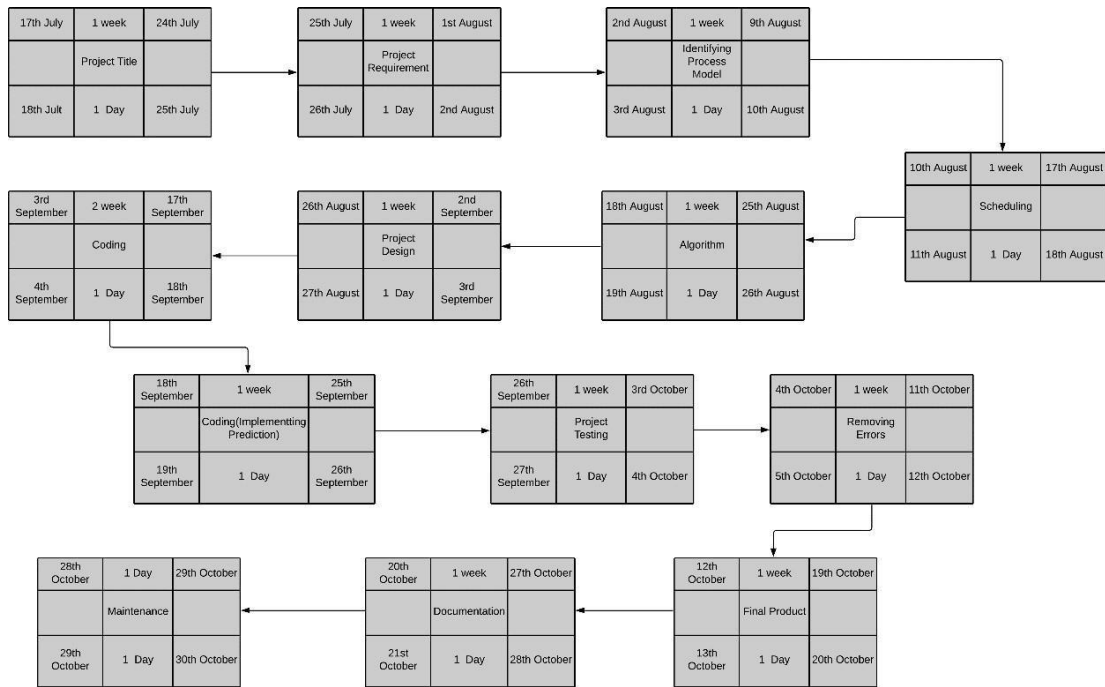 17th July 1 week 24th July
Project Title
18th Jult 1 Day 25th July
25th July 1 week 1st August
Project
Requirement
26th July 1 Day 2nd August
2nd August 1 week 9th August
Identifying
Process
Model
3rd August 1 Day 10th August
10th August 1 week 17th August
Scheduling
11th August 1 Day 18th August
18th August 1 week 25th August
Algorithm
19th August 1 Day 26th August
26th August 1 week 2nd
September
Project
Design
27th August 1 Day 3rd
September
3rd
September 2 week 17th
September
Coding
4th
September 1 Day 18th
September
18th
September 1 week 25th
September
Coding(Implementting
Prediction)
19th
September 1 Day 26th
September
26th
September 1 week 3rd October
Project
Testing
27th
September 1 Day 4th October
4th October 1 week 11th October
Removing
Errors
5th October 1 Day 12th October
12th
October 1 week 19th October
Final Product
13th
October 1 Day 20th October
20th
October 1 week 27th October
Documentation
21st
October 1 Day 28th October
28th
October 1 Day 29th October
Maintenance
29th
October 1 Day 30th October